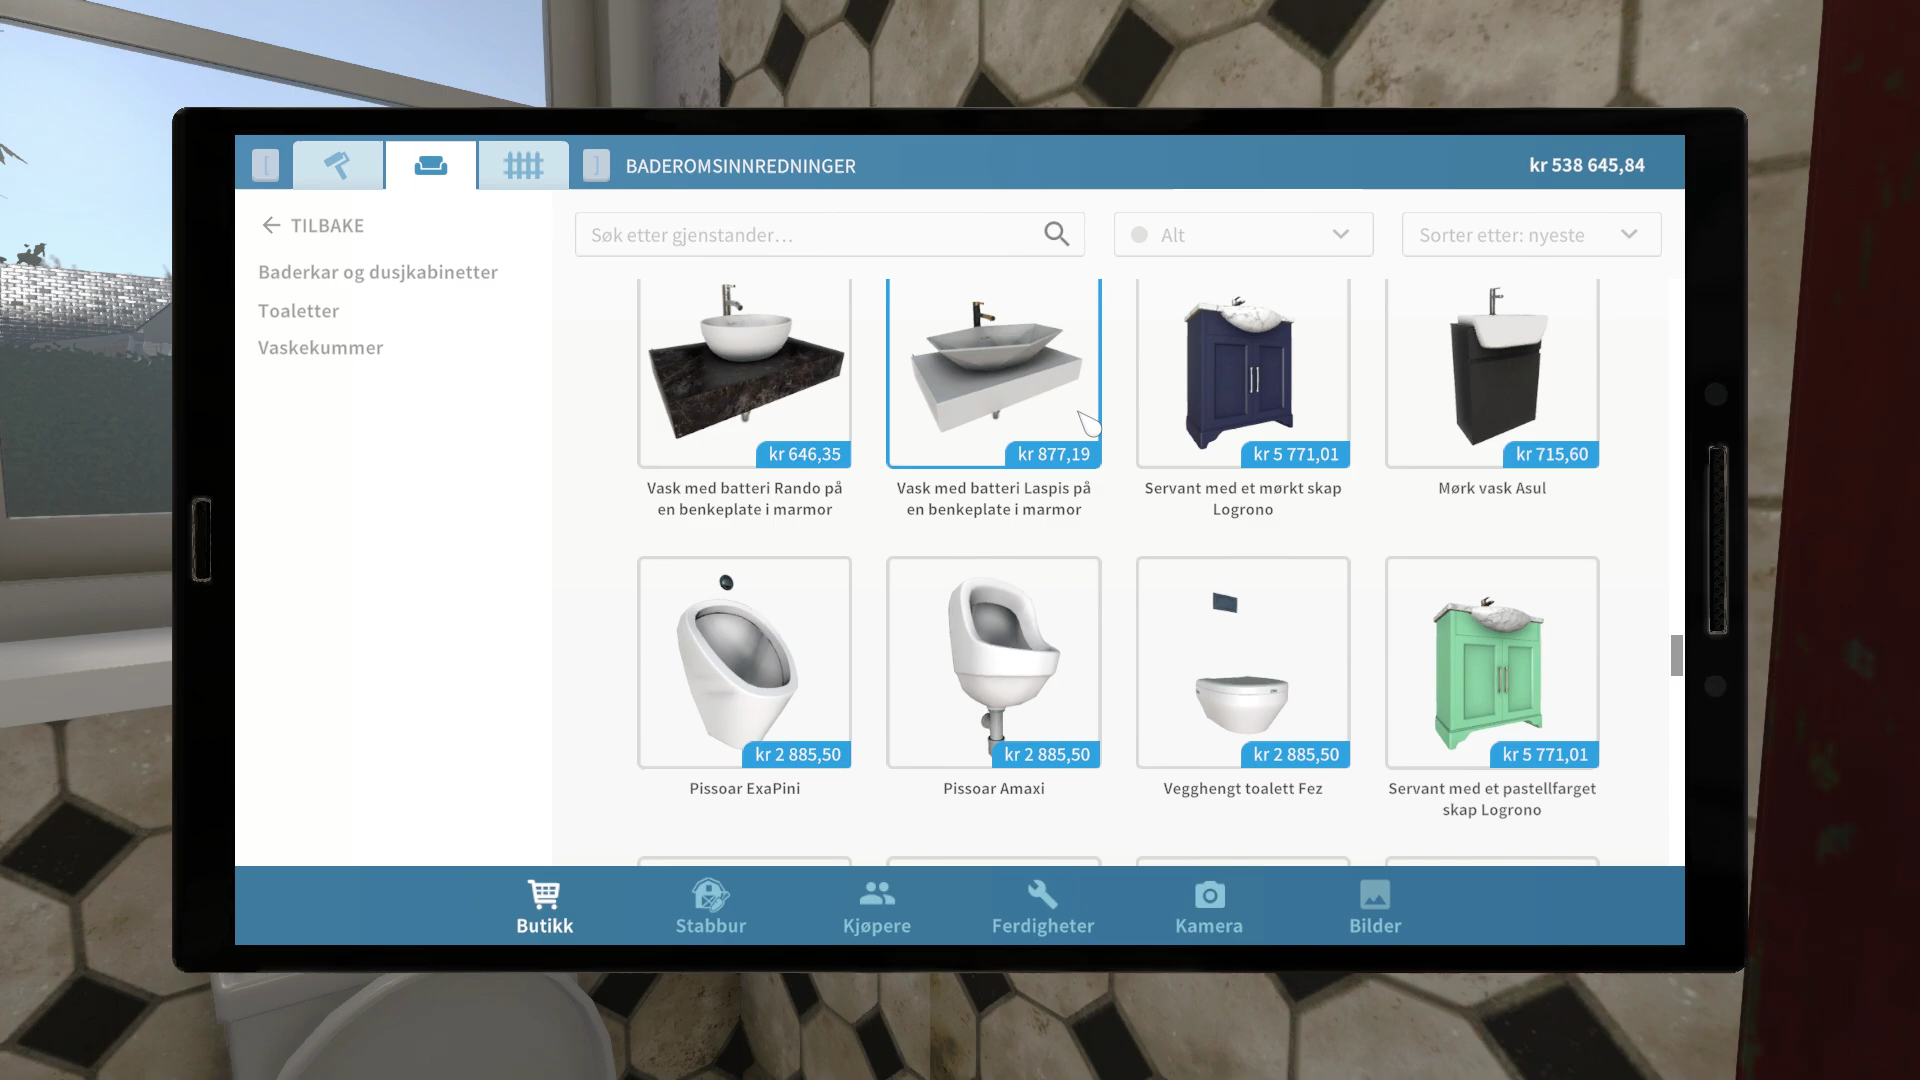 BADEROMSINNREDNINGER
kr 538 645,84
TILBAKE
Baderkar og dusjkabinetter
Toaletter
Vaskekummer
Søk etter gjenstander...
Alt
Sorter etter: nyeste
kr 646,35
kr 877,19
kr 5 771,01
kr 715,60
Vask med batteri Rando på
en benkeplate i marmor
Vask med batteri Laspis på
en benkeplate i marmor
Servant med et mørkt skap
Logrono
Mørk vask Asul
kr 2 885,50
kr 2 885,50
kr 2 885,50
kr 5 771,01
Pissoar ExaPini
Pissoar Amaxi
Vegghengt toalett Fez
Servant med et pastellfarget
skap Logrono
Butikk
Stabbur
Kjøpere
Ferdigheter
Kamera
Bilder